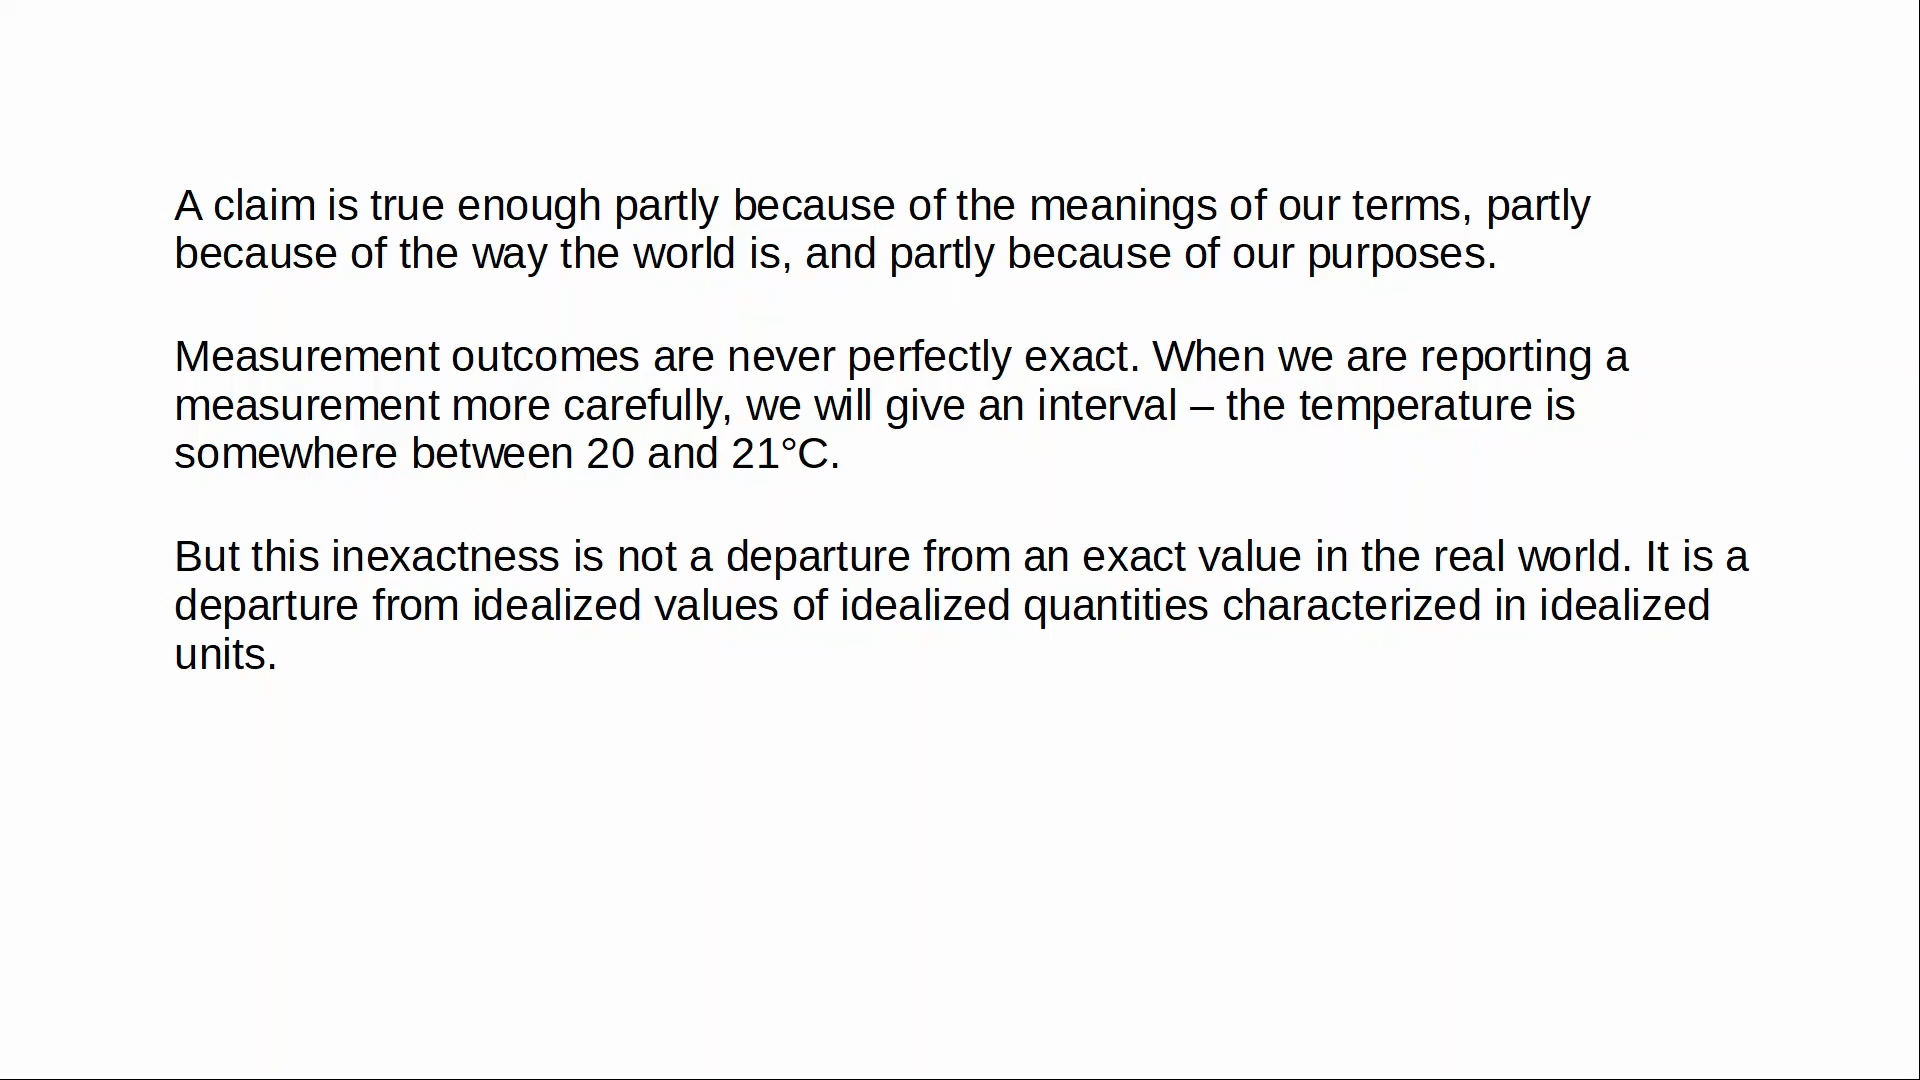 A claim is true enough partly because of the meanings of our terms, partly
because of the way the world is, and partly because of our purposes.
Measurement outcomes are never perfectly exact. When we are reporting a
measurement more carefully, we will give an interval – the temperature is
somewhere between 20 and 21°C.
But this inexactness is not a departure from an exact value in the real world. It is a
departure from idealized values of idealized quantities characterized in idealized
units.